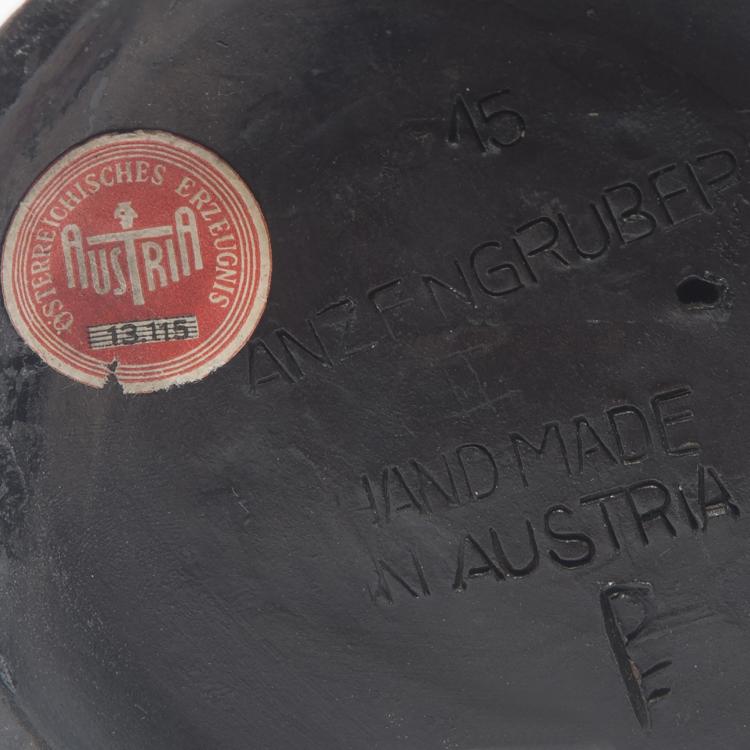 ÖSTERREICHISCHES ERZEUGNIS
AUSTRIA
13.115
15
ANZENGRUBER
HAND MADE
IN AUSTRIA